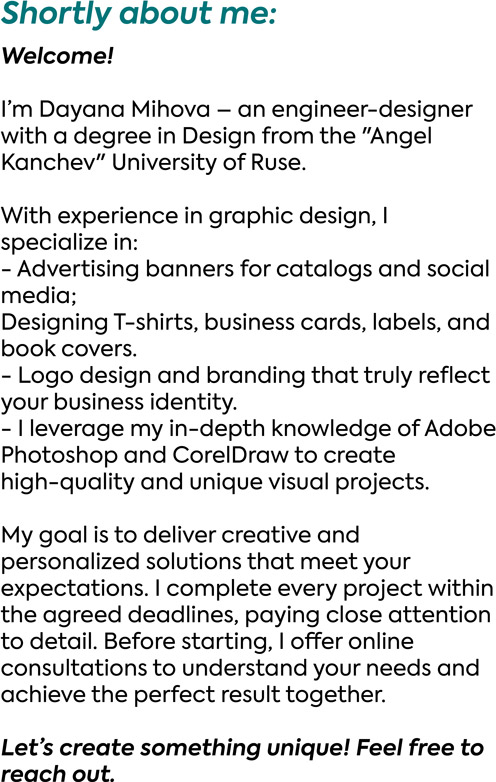 Shortly about me:
Welcome!
I’m Dayana Mihova – an engineer-designer
with a degree in Design from the "Angel
Kanchev" University of Ruse.
With experience in graphic design, I
specialize in:
- Advertising banners for catalogs and social
media;
Designing T-shirts, business cards, labels, and
book covers.
- Logo design and branding that truly reflect
your business identity.
- I leverage my in-depth knowledge of Adobe
Photoshop and CorelDraw to create
high-quality and unique visual projects.
My goal is to deliver creative and
personalized solutions that meet your
expectations. I complete every project within
the agreed deadlines, paying close attention
to detail. Before starting, I offer online
consultations to understand your needs and
achieve the perfect result together.
Let’s create something unique! Feel free to
reach out.